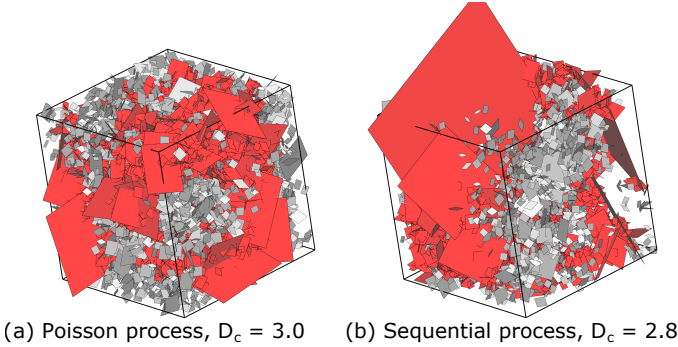 (a) Poisson process, D_c = 3.0
(b) Sequential process, D_c = 2.8